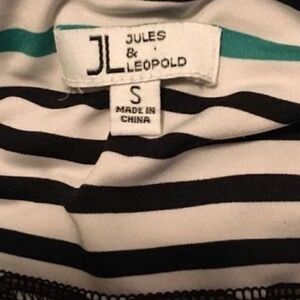 JL JULES
&
LEOPOLD
S
MADE IN
CHINA